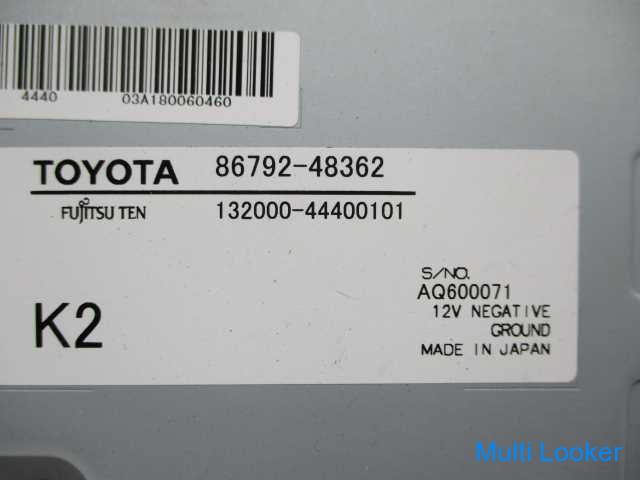 4440 03A180060460
TOYOTA 86792-48362
FUJITSU TEN 132000-44400101
S/NO.
AQ600071
12V NEGATIVE
GROUND
K2
MADE IN JAPAN
Multi Looker